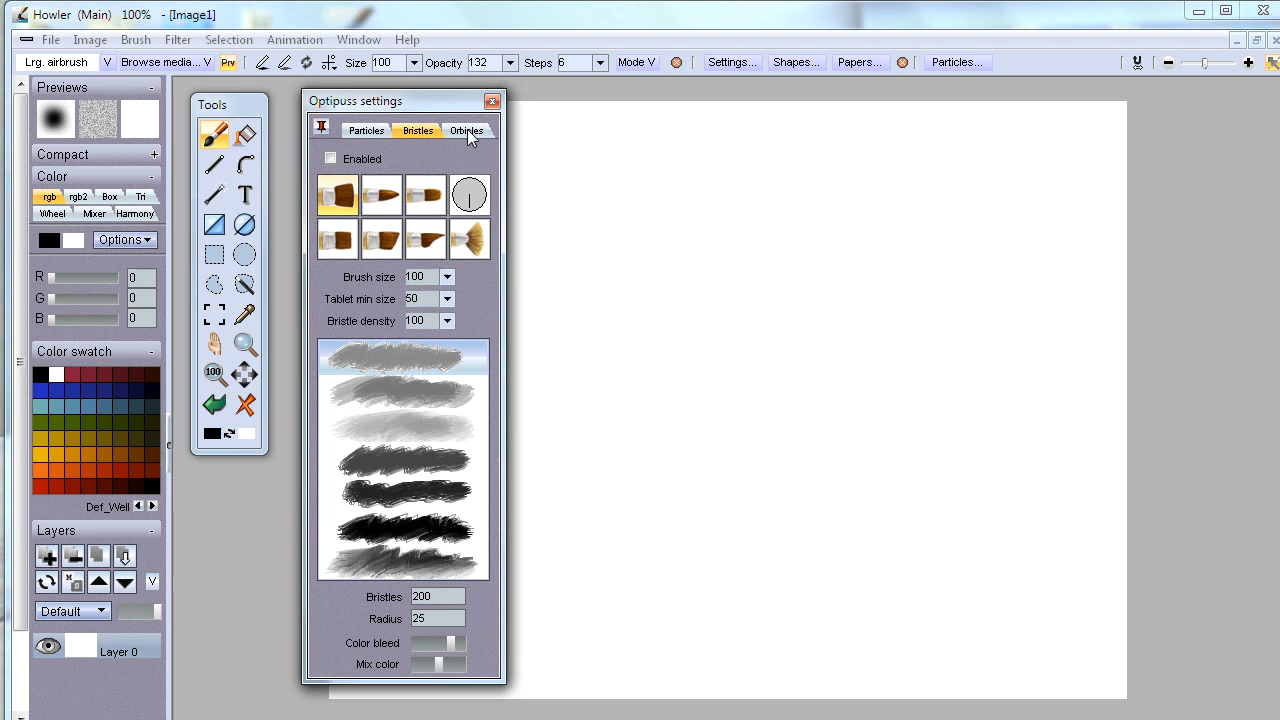 Howler (Main) 100% - [Image1]
File Image Brush Filter Selection Animation Window Help
Lrg. airbrush V Browse media... V Prv Size 100 Opacity 132 Steps 6 Mode V Settings... Shapes... Papers... Particles...
Previews
Compact +
Color -
rgb rgb2 Box Tri
Wheel Mixer Harmony
Options
R 0
G 0
B 0
Color swatch -
Def_Well
Layers -
M S V
Default
Layer 0
Tools
T
100
Optipuss settings
Particles Bristles Orbicles
Enabled
Brush size 100
Tablet min size 50
Bristle density 100
Bristles 200
Radius 25
Color bleed
Mix color